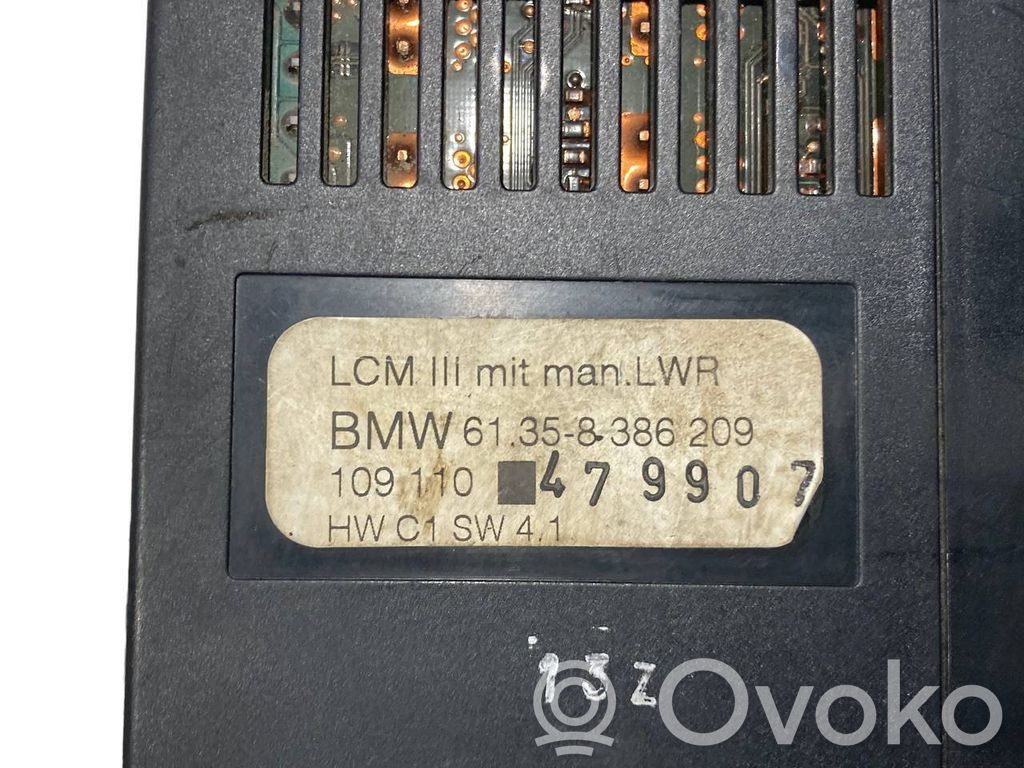 LCM III mit man.LWR
BMW 61.35-8.386 209
109 110 479907
HW C1 SW 4.1
13Z
Ovoko